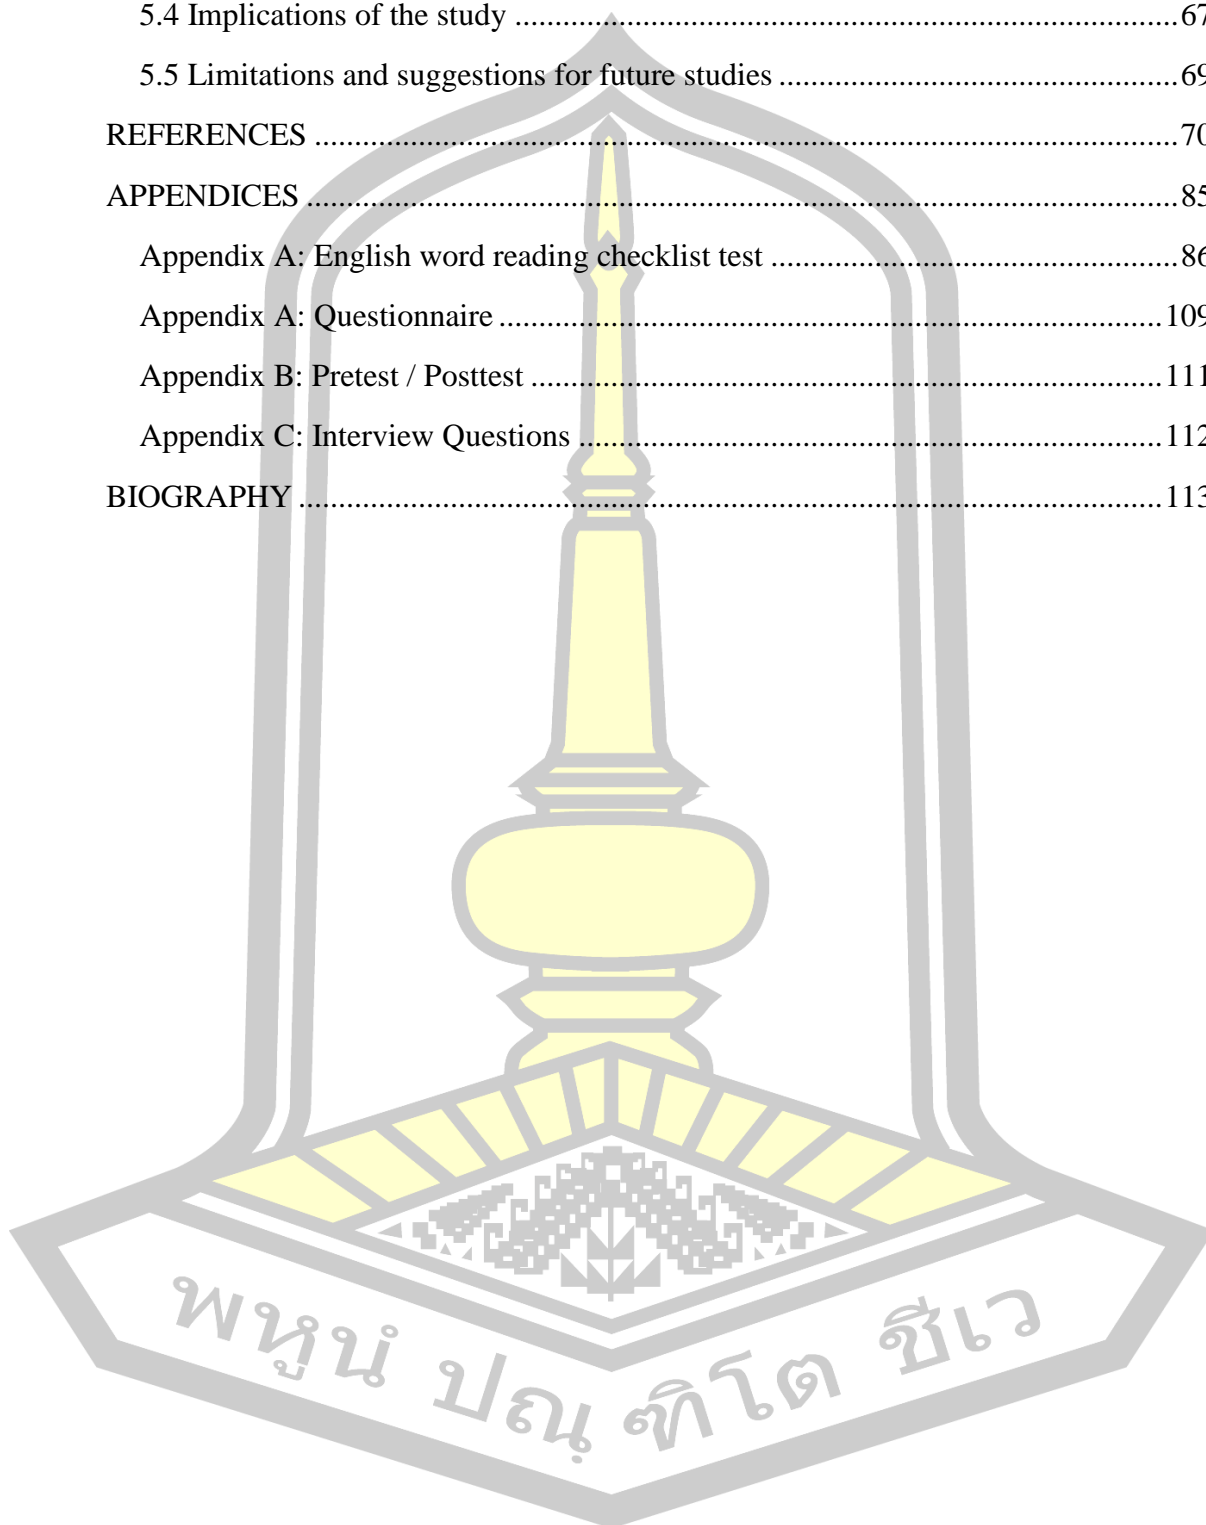 5.4 Implications of the study ............................................................................. 67
5.5 Limitations and suggestions for future studies .............................................. 69
REFERENCES .................................................................................................. 70
APPENDICES ................................................................................................... 85
Appendix A: English word reading checklist test ............................................... 86
Appendix A: Questionnaire ............................................................................. 109
Appendix B: Pretest / Posttest ......................................................................... 111
Appendix C: Interview Questions .................................................................... 112
BIOGRAPHY .................................................................................................. 113
พหูนํ ปณฺฑิโต ชีเว